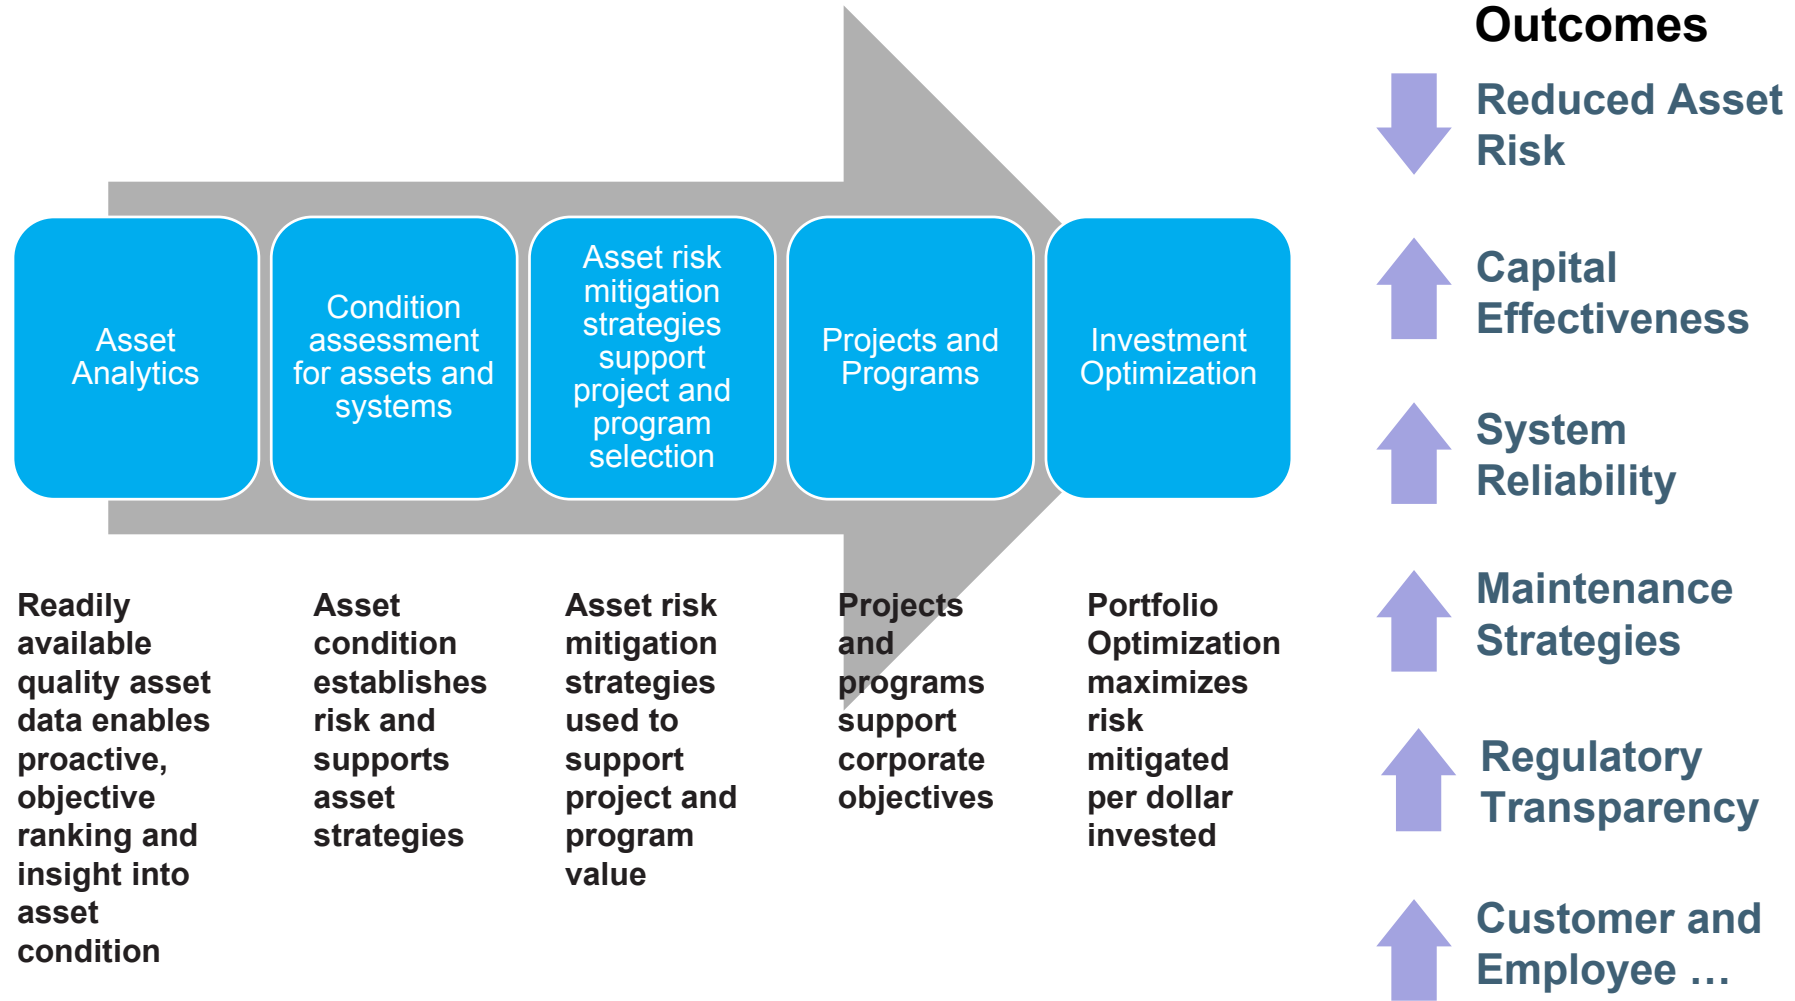 Asset
Analytics
Condition
assessment
for assets and
systems
Asset risk
mitigation
strategies
support
project and
program
selection
Projects and
Programs
Investment
Optimization
Readily
available
quality asset
data enables
proactive,
objective
ranking and
insight into
asset
condition
Asset
condition
establishes
risk and
supports
asset
strategies
Asset risk
mitigation
strategies
used to
support
project and
program
value
Projects
and
programs
support
corporate
objectives
Portfolio
Optimization
maximizes
risk
mitigated
per dollar
invested
Outcomes
Reduced Asset
Risk
Capital
Effectiveness
System
Reliability
Maintenance
Strategies
Regulatory
Transparency
Customer and
Employee …